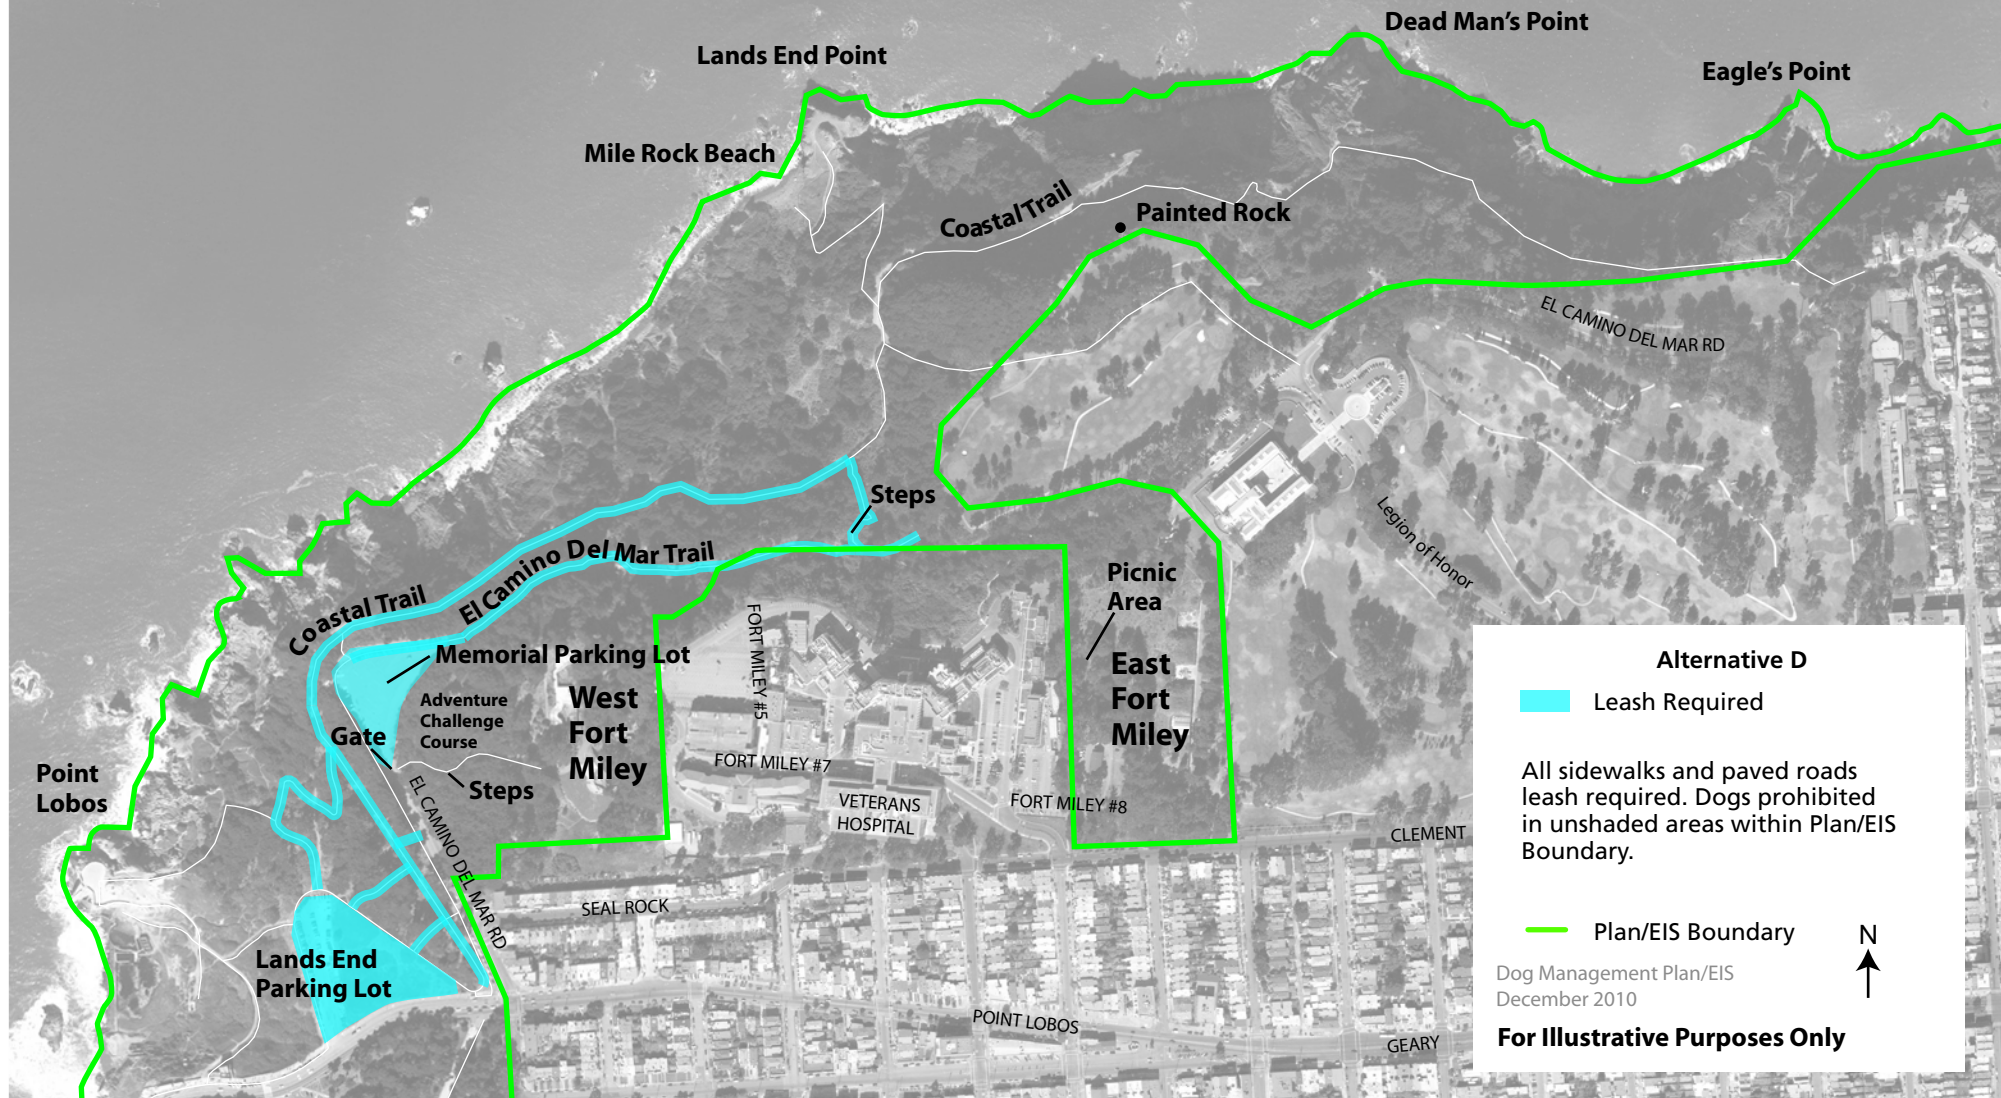 Dead Man's Point
Lands End Point
Eagle's Point
Mile Rock Beach
Coastal Trail
Painted Rock
EL CAMINO DEL MAR RD
Steps
Legion of Honor
El Camino Del Mar Trail
Coastal Trail
Picnic
Area
FORT MILEY #5
Memorial Parking Lot
East
Fort
Miley
West
Fort
Miley
Adventure
Challenge
Course
Gate
FORT MILEY #7
Steps
Point
Lobos
EL CAMINO DEL MAR RD
VETERANS
HOSPITAL
FORT MILEY #8
CLEMENT
SEAL ROCK
Lands End
Parking Lot
POINT LOBOS
GEARY
Alternative D
Leash Required
All sidewalks and paved roads
leash required. Dogs prohibited
in unshaded areas within Plan/EIS
Boundary.
Plan/EIS Boundary
N
Dog Management Plan/EIS
December 2010
For Illustrative Purposes Only